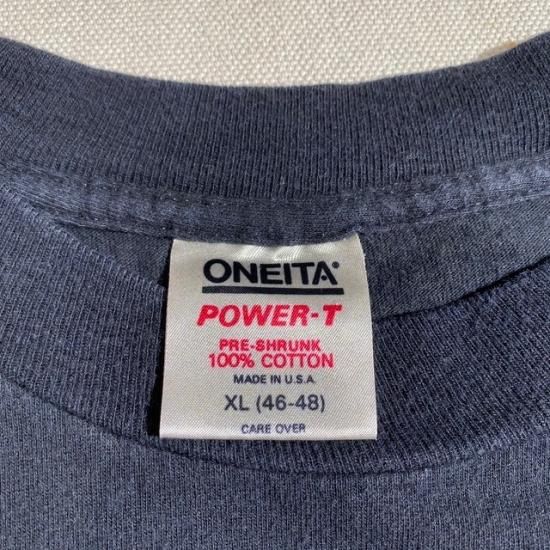 ONEITA®
POWER-T
PRE-SHRUNK
100% COTTON
MADE IN U.S.A.
XL (46-48)
CARE OVER